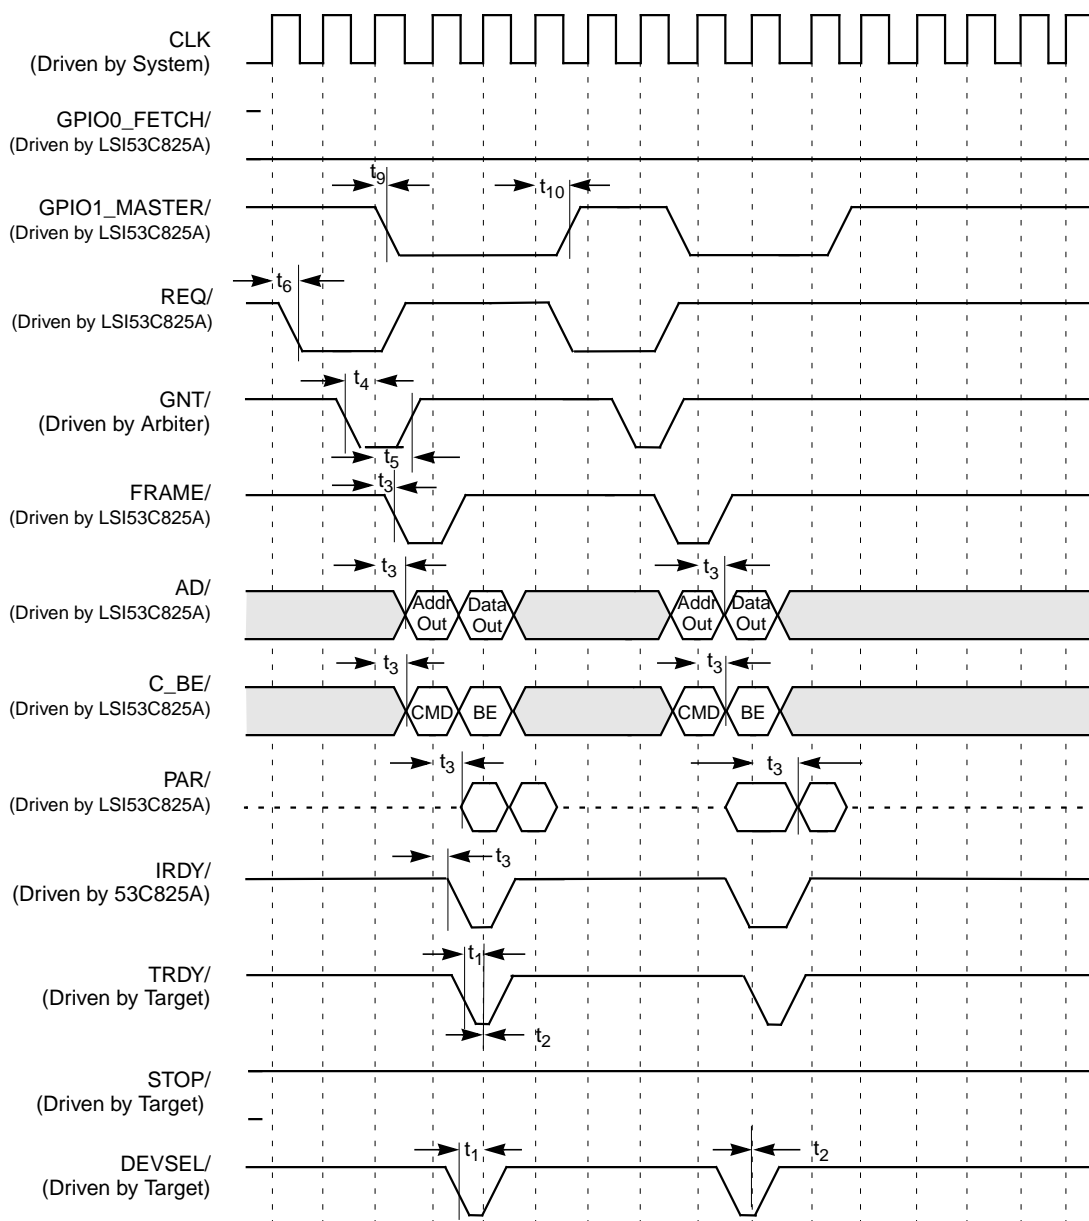 CLK
(Driven by System)
GPIO0_FETCH/
(Driven by LSI53C825A)
t9
t10
GPIO1_MASTER/
(Driven by LSI53C825A)
t6
REQ/
(Driven by LSI53C825A)
t4
GNT/
(Driven by Arbiter)
t5
t3
FRAME/
(Driven by LSI53C825A)
t3
t3
AD/
(Driven by LSI53C825A)
Addr Out
Data Out
Addr Out
Data Out
t3
t3
C_BE/
(Driven by LSI53C825A)
CMD
BE
CMD
BE
t3
t3
PAR/
(Driven by LSI53C825A)
t3
IRDY/
(Driven by 53C825A)
t1
TRDY/
(Driven by Target)
t2
STOP/
(Driven by Target)
t1
t2
DEVSEL/
(Driven by Target)